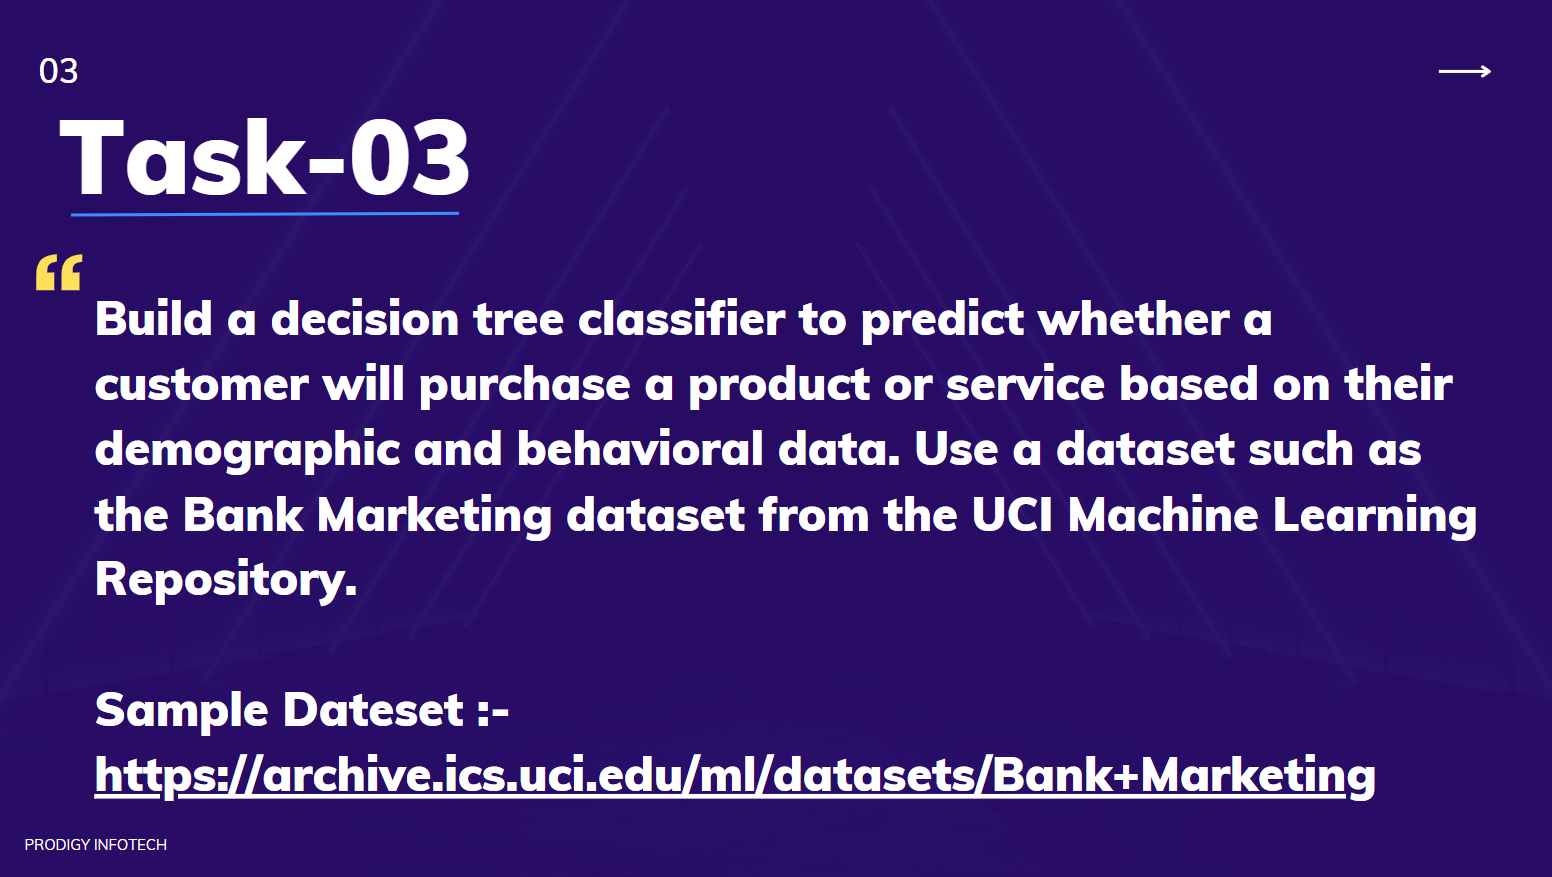 03
Task-03
“
Build a decision tree classifier to predict whether a
customer will purchase a product or service based on their
demographic and behavioral data. Use a dataset such as
the Bank Marketing dataset from the UCI Machine Learning
Repository.
Sample Dateset :-
https://archive.ics.uci.edu/ml/datasets/Bank+Marketing
PRODIGY INFOTECH